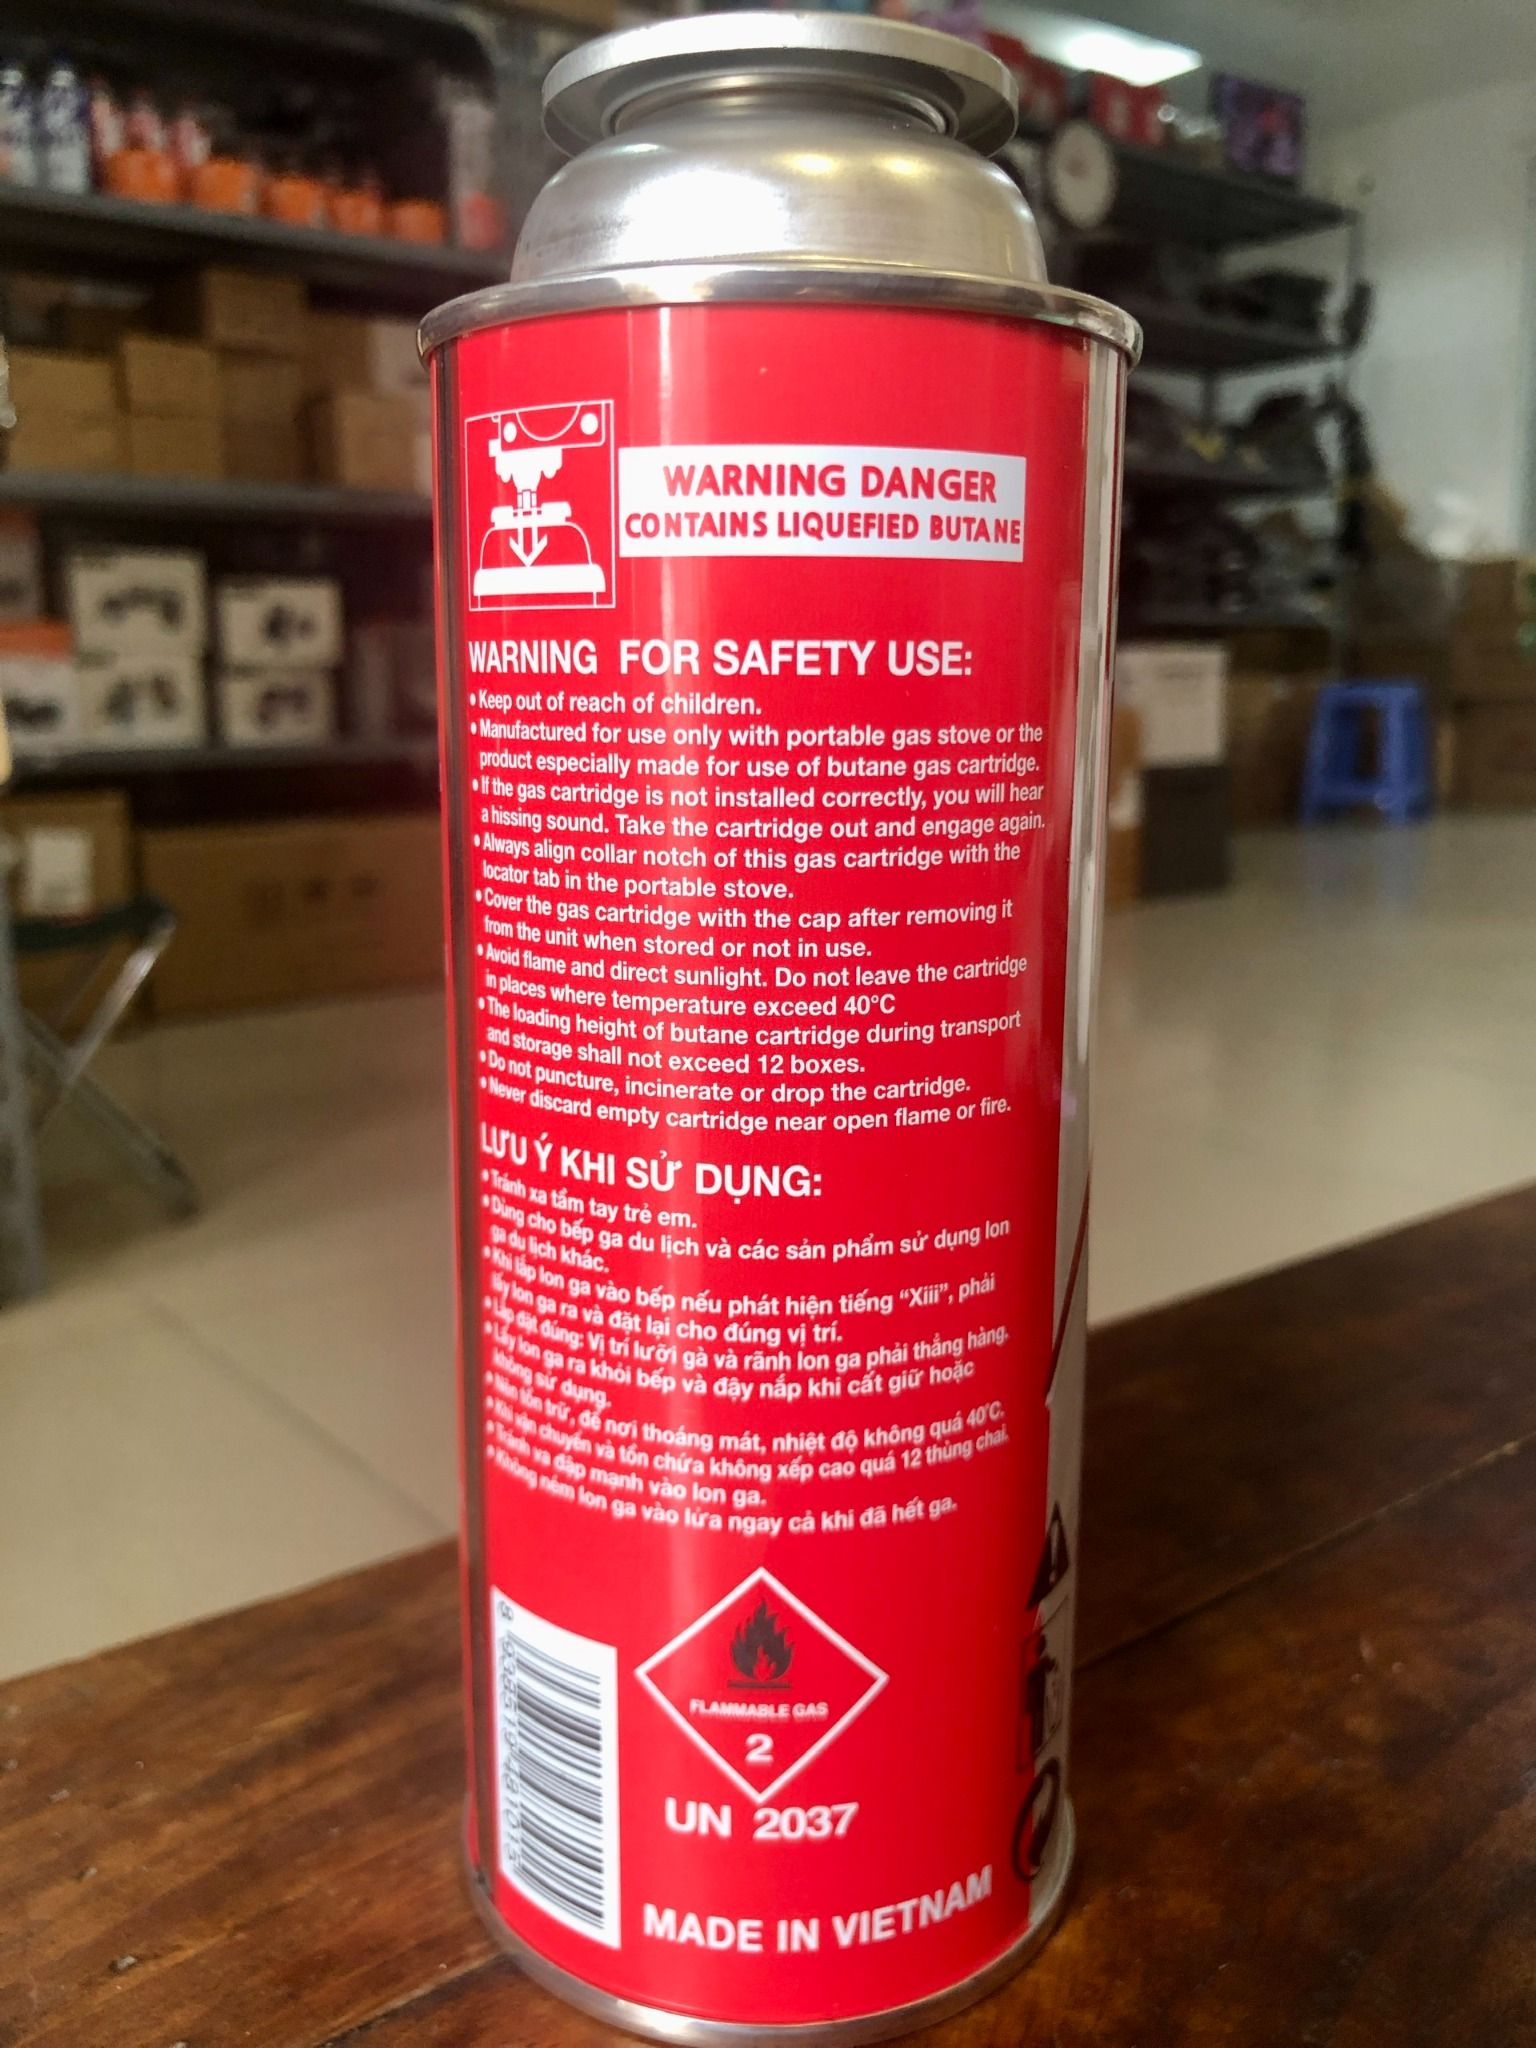 WARNING DANGER
CONTAINS LIQUEFIED BUTANE
WARNING FOR SAFETY USE:
• Keep out of reach of children.
• Manufactured for use only with portable gas stove or the
product especially made for use of butane gas cartridge.
• If the gas cartridge is not installed correctly, you will hear
a hissing sound. Take the cartridge out and engage again.
• Always align collar notch of this gas cartridge with the
locator tab in the portable stove.
• Cover the gas cartridge with the cap after removing it
from the unit when stored or not in use.
• Avoid flame and direct sunlight. Do not leave the cartridge
in places where temperature exceed 40°C
• The loading height of butane cartridge during transport
and storage shall not exceed 12 boxes.
• Do not puncture, incinerate or drop the cartridge.
• Never discard empty cartridge near open flame or fire.
LƯU Ý KHI SỬ DỤNG:
• Tránh xa tầm tay trẻ em.
• Dùng cho bếp ga du lịch và các sản phẩm sử dụng lon
ga du lịch khác.
• Khi lắp lon ga vào bếp nếu phát hiện tiếng “Xiii”, phải
lấy lon ga ra và đặt lại cho đúng vị trí.
• Lắp đặt đúng: Vị trí lưỡi gà và rãnh lon ga phải thẳng hàng.
• Lấy lon ga ra khỏi bếp và đậy nắp khi cất giữ hoặc
không sử dụng.
• Nên tồn trữ, để nơi thoáng mát, nhiệt độ không quá 40°C.
• Khi vận chuyển và tồn chứa không xếp cao quá 12 thùng chai.
• Tránh va đập mạnh vào lon ga.
• Không ném lon ga vào lửa ngay cả khi đã hết ga.
FLAMMABLE GAS
2
UN 2037
MADE IN VIETNAM